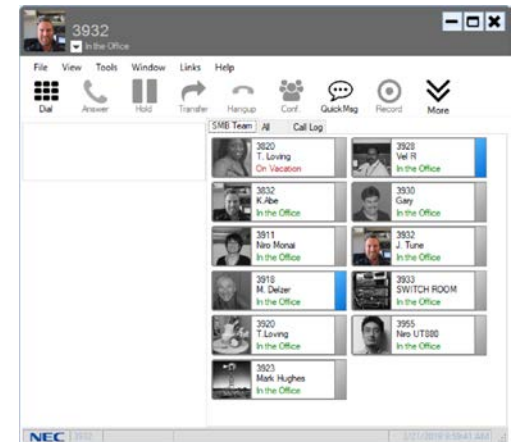 3932
In the Office
File View Tools Window Links Help
Dial Answer Hold Transfer Hangup Conf. Quick Msg Record More
SMB Team All Call Log
3820
T. Loving
On Vacation
3928
Vel R
In the Office
3832
K.Abe
In the Office
3930
Gary
In the Office
3911
Niro Monai
In the Office
3932
J. Tune
In the Office
3918
M. Delzer
In the Office
3933
SWITCH ROOM
In the Office
3920
T.Loving
In the Office
3955
Niro UT880
In the Office
3923
Mark Hughes
In the Office
NEC 3932